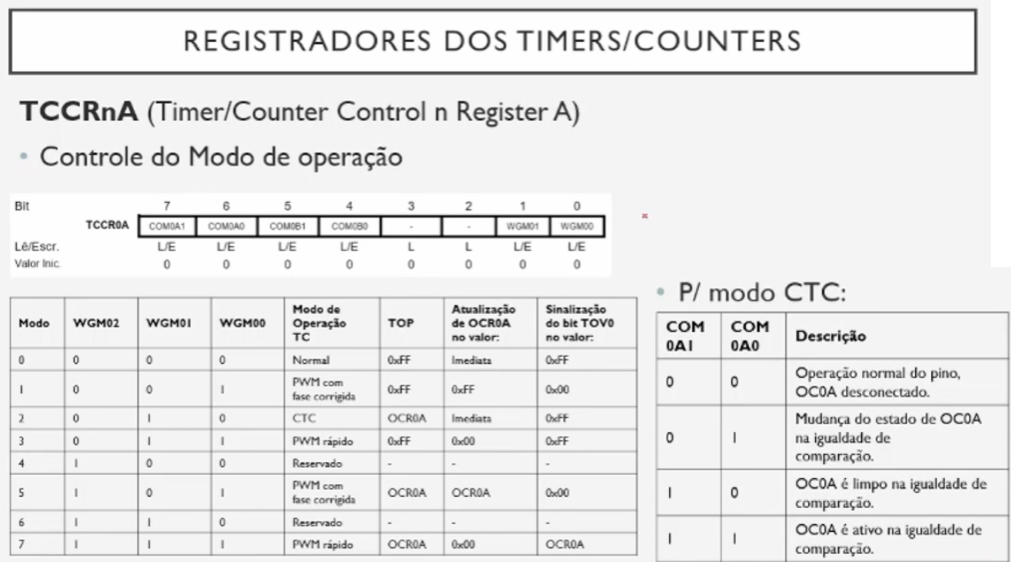 REGISTRADORES DOS TIMERS/COUNTERS
TCCRnA (Timer/Counter Control n Register A)
• Controle do Modo de operação
Bit 7 6 5 4 3 2 1 0
TCCR0A COM0A1 COM0A0 COM0B1 COM0B0 - - WGM01 WGM00
Lê/Escr. L/E L/E L/E L/E L L L/E L/E
Valor Inic. 0 0 0 0 0 0 0 0
Modo WGM02 WGM01 WGM00 Modo de Operação TC TOP Atualização de OCR0A no valor: Sinalização do bit TOV0 no valor:
0 0 0 0 Normal 0xFF Imediata 0xFF
1 0 0 1 PWM com fase corrigida 0xFF 0xFF 0x00
2 0 1 0 CTC OCR0A Imediata 0xFF
3 0 1 1 PWM rápido 0xFF 0x00 0xFF
4 1 0 0 Reservado - - -
5 1 0 1 PWM com fase corrigida OCR0A OCR0A 0x00
6 1 1 0 Reservado - - -
7 1 1 1 PWM rápido OCR0A 0x00 OCR0A
• P/ modo CTC:
COM 0A1 COM 0A0 Descrição
0 0 Operação normal do pino, OC0A desconectado.
0 1 Mudança do estado de OC0A na igualdade de comparação.
1 0 OC0A é limpo na igualdade de comparação.
1 1 OC0A é ativo na igualdade de comparação.